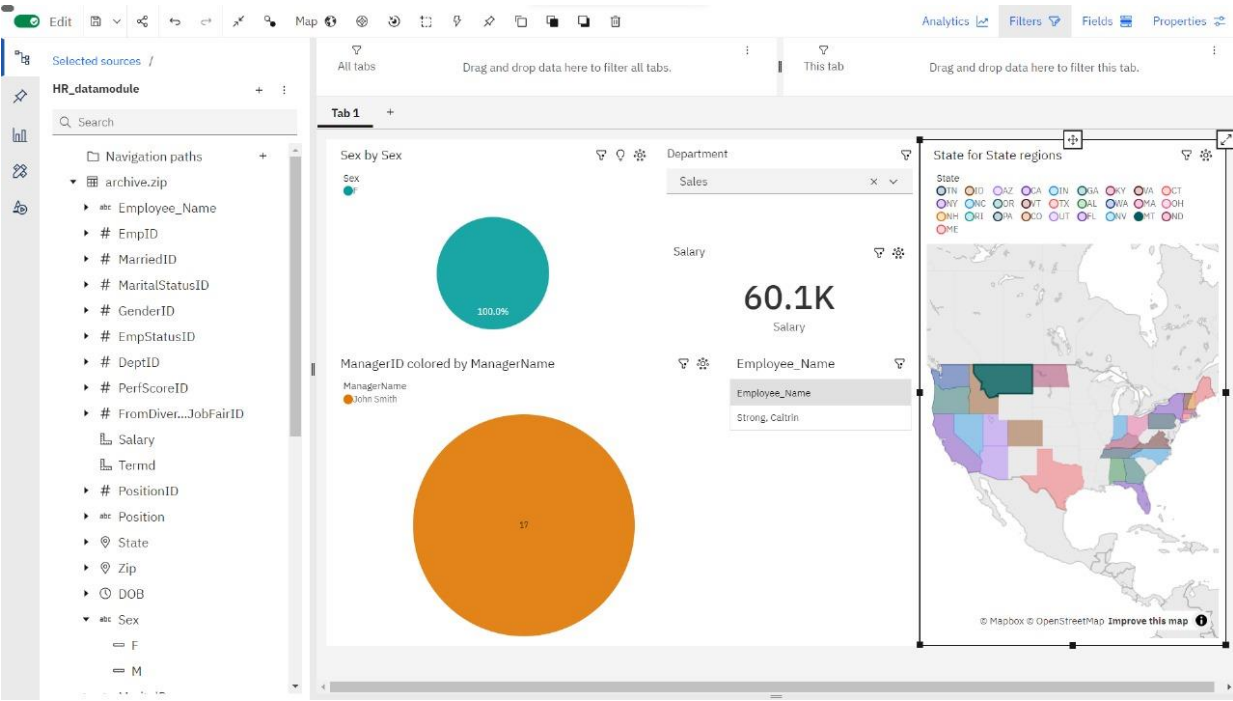 Edit Map Analytics Filters Fields Properties
Selected sources /
HR_datamodule
Search
Navigation paths
archive.zip
abc Employee_Name
# EmpID
# MarriedID
# MaritalStatusID
# GenderID
# EmpStatusID
# DeptID
# PerfScoreID
# FromDiver...JobFairID
Salary
Termd
# PositionID
abc Position
State
Zip
DOB
abc Sex
F
M
All tabs Drag and drop data here to filter all tabs.
This tab Drag and drop data here to filter this tab.
Tab 1 +
Sex by Sex
Sex
F
100.0%
Department
Sales
Salary
60.1K
Salary
ManagerID colored by ManagerName
ManagerName
John Smith
17
Employee_Name
Employee_Name
Strong, Caitrin
State for State regions
State
TN ID AZ CA IN GA KY VA CT
NY NC OR VT TX AL WA MA OH
NH RI PA CO UT FL NV MT ND
ME
© Mapbox © OpenStreetMap Improve this map